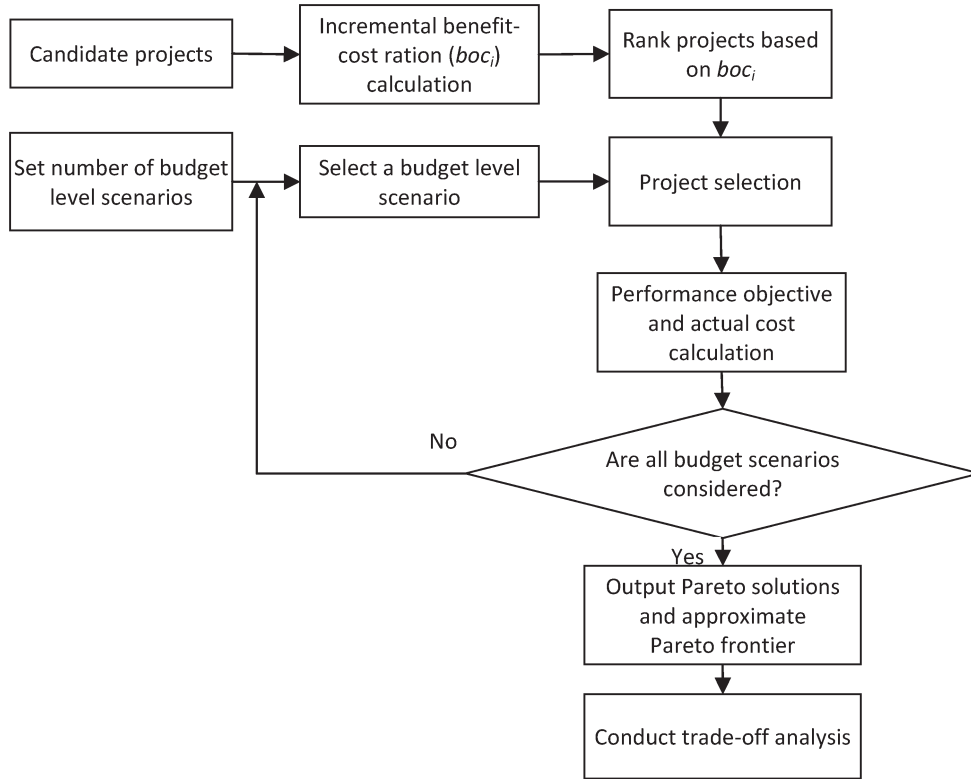 Candidate projects
Incremental benefit-
cost ration (boci)
calculation
Rank projects based
on boci
Set number of budget
level scenarios
Select a budget level
scenario
Project selection
Performance objective
and actual cost
calculation
Are all budget scenarios
considered?
No
Yes
Output Pareto solutions
and approximate
Pareto frontier
Conduct trade-off analysis